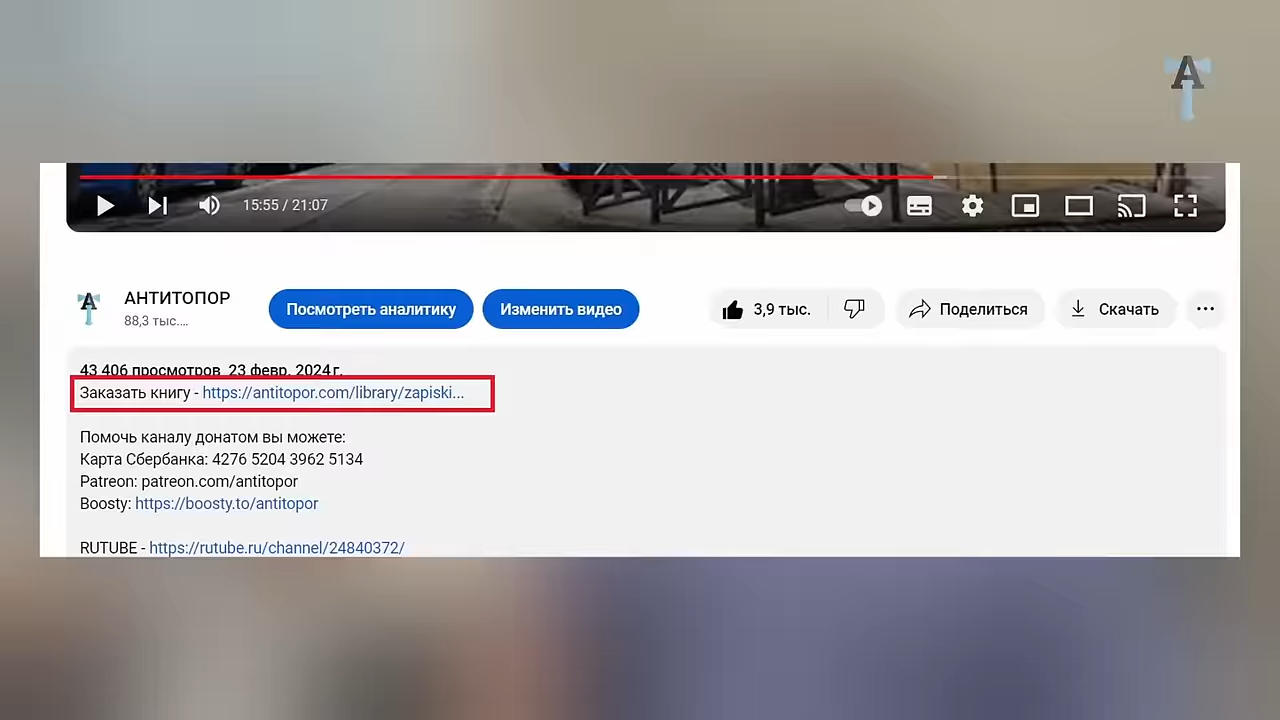 А
15:55 / 21:07
А
АНТИТОПОР
88,3 тыс....
Посмотреть аналитику
Изменить видео
3,9 тыс.
Поделиться
Скачать
43 406 просмотров 23 февр. 2024 г.
Заказать книгу - https://antitopor.com/library/zapiski...
Помочь каналу донатом вы можете:
Карта Сбербанка: 4276 5204 3962 5134
Patreon: patreon.com/antitopor
Boosty: https://boosty.to/antitopor
RUTUBE - https://rutube.ru/channel/24840372/